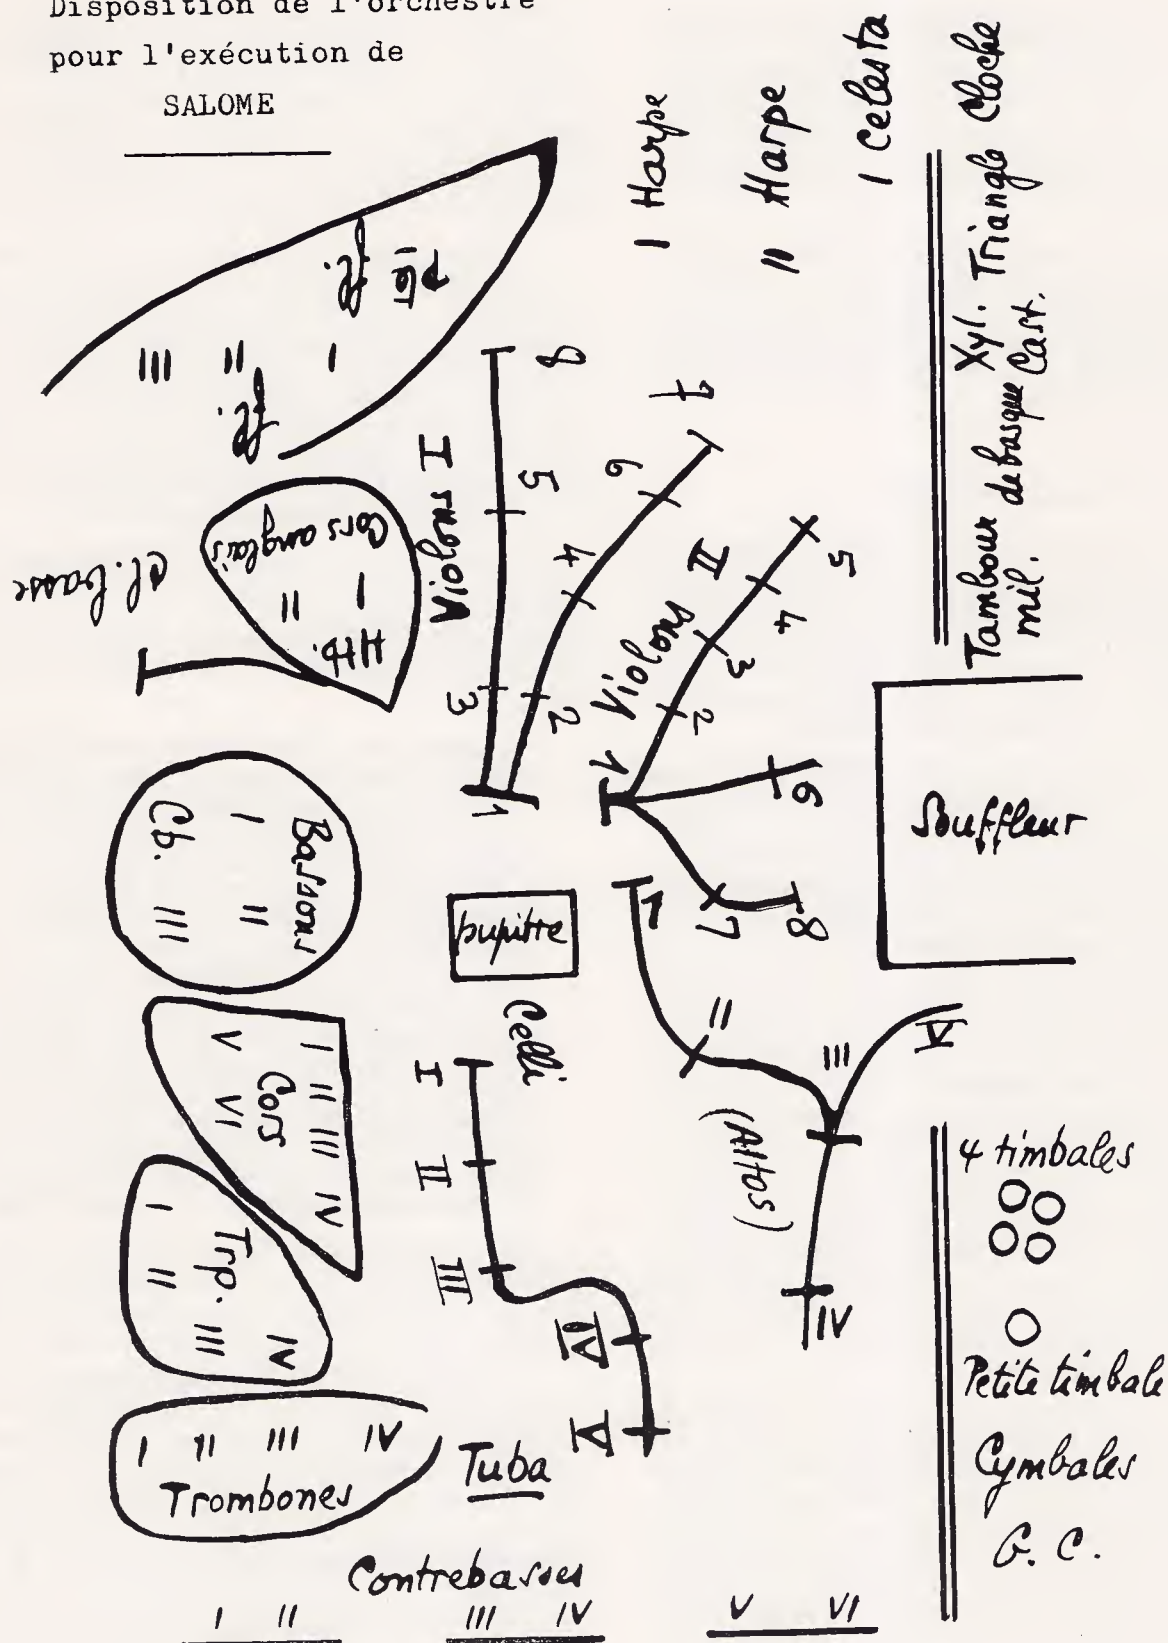 Disposition de l'orchestre
pour l'exécution de
SALOME
I Harpe
II Harpe
I Celesta
Tambour de basque Xyl. Triangle Cloche
mil. Cast.
pte
fl.
III II I
fl.
Violons I
8
5
3
7
6
4
2
1
Violons II
5
4
3
2
1
6
7
8
Cors anglais
I
II
Htb.
Cl. basse
Souffleur
Bassons
I II
Cb. III
pupitre
Celli
I
II
III
IV
V
1
II
III
V
IV
(Altos)
Cors
I II III IV
V VI
Trp.
I II III IV
I II III IV
Trombones
Tuba
4 timbales
Petite timbale
Cymbales
G. C.
Contrebasses
I II III IV V VI